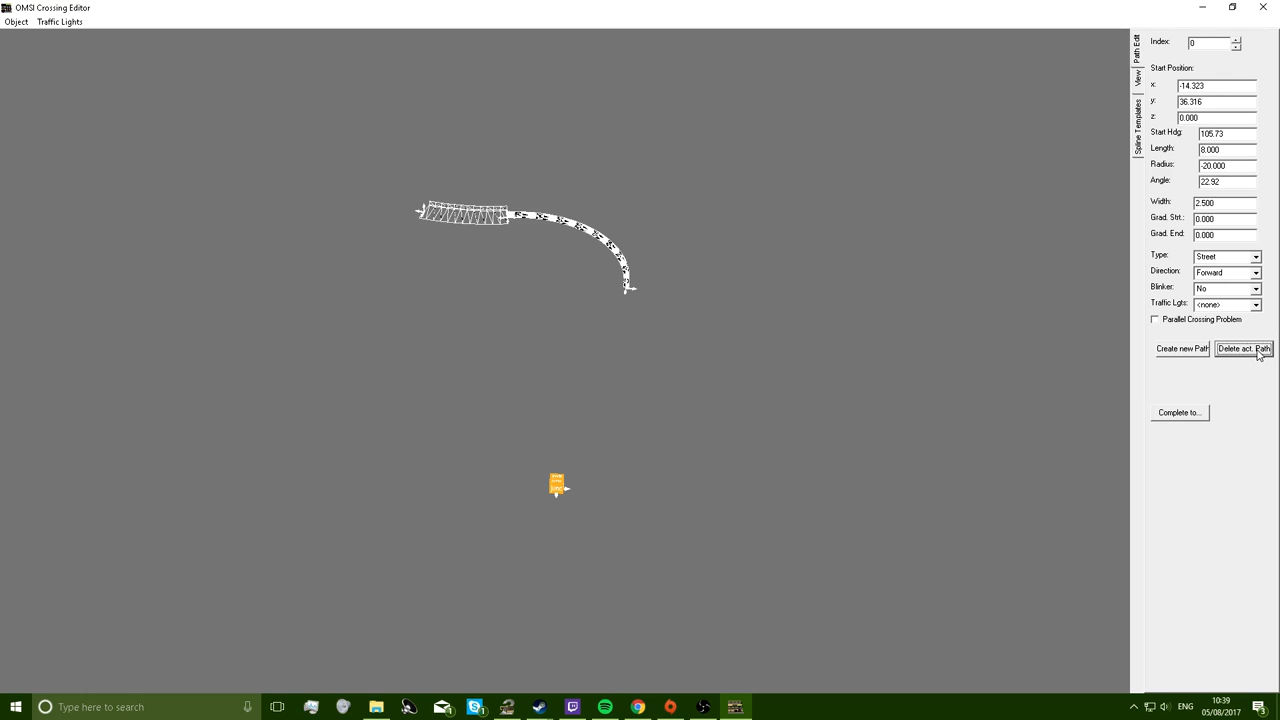 OMSI Crossing Editor
Object Traffic Lights
Path Edit
View
Spline Templates
Index: 0
Start Position:
x: -14.323
y: 36.316
z: 0.000
Start Hdg: 105.73
Length: 8.000
Radius: -20.000
Angle: 22.92
Width: 2.500
Grad. Strt.: 0.000
Grad. End: 0.000
Type: Street
Direction: Forward
Blinker: No
Traffic Lgts: <none>
Parallel Crossing Problem
Create new Path Delete act. Path
Complete to...
Type here to search
ENG
10:39
05/08/2017